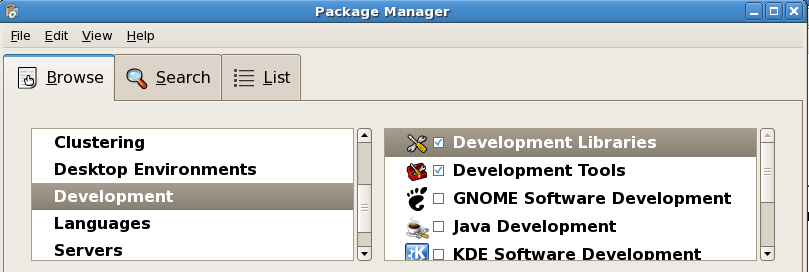 Package Manager
File Edit View Help
Browse Search List
Clustering
Desktop Environments
Development
Languages
Servers
Development Libraries
Development Tools
GNOME Software Development
Java Development
KDE Software Development